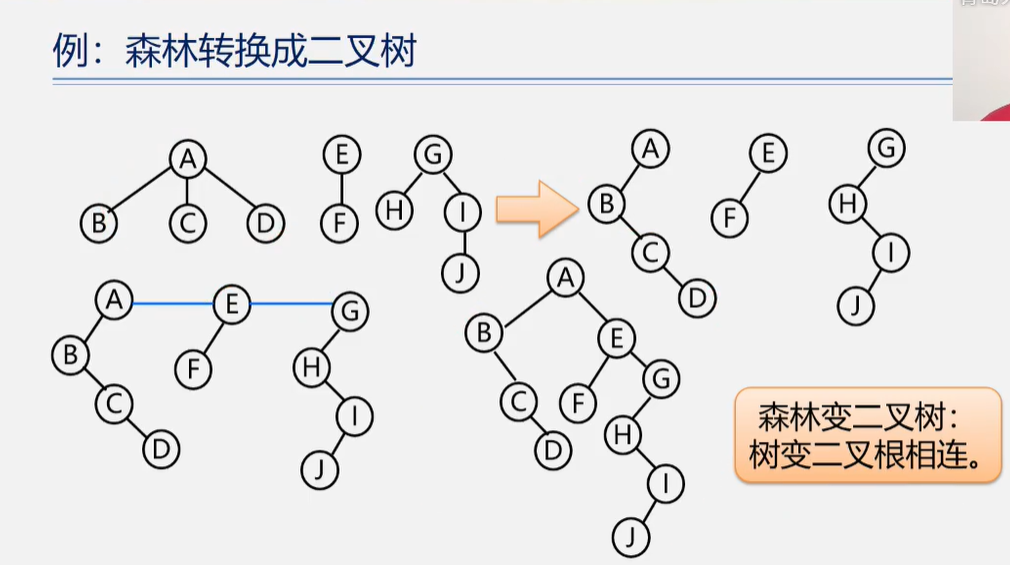 例：森林转换成二叉树
A E G
B C D F H I
J
A E G
B F H
C I
D J
A E G
B F H
C I
D J
A
B E
C F G
D H
I
J
森林变二叉树：
树变二叉根相连。